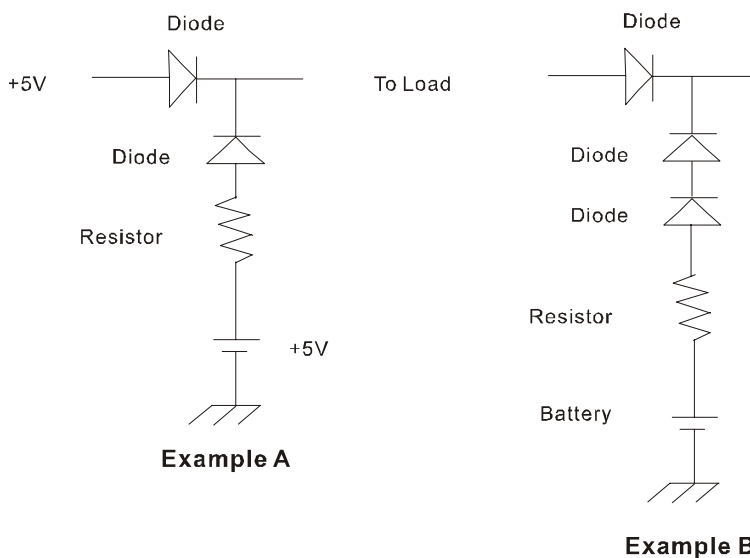 Diode
+5V
To Load
Diode
Resistor
+5V
Example A
Diode
Diode
Diode
Resistor
Battery
Example B